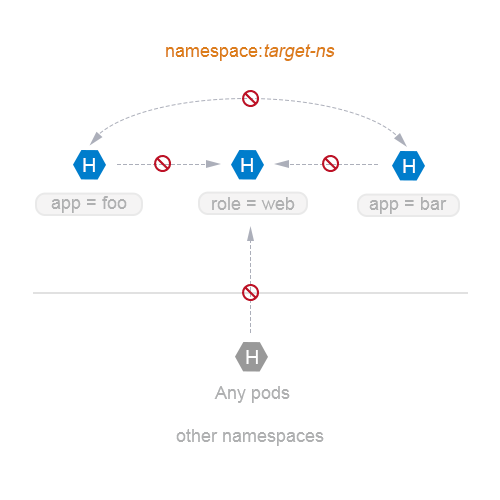 namespace:target-ns
H H H
app = foo role = web app = bar
H
Any pods
other namespaces